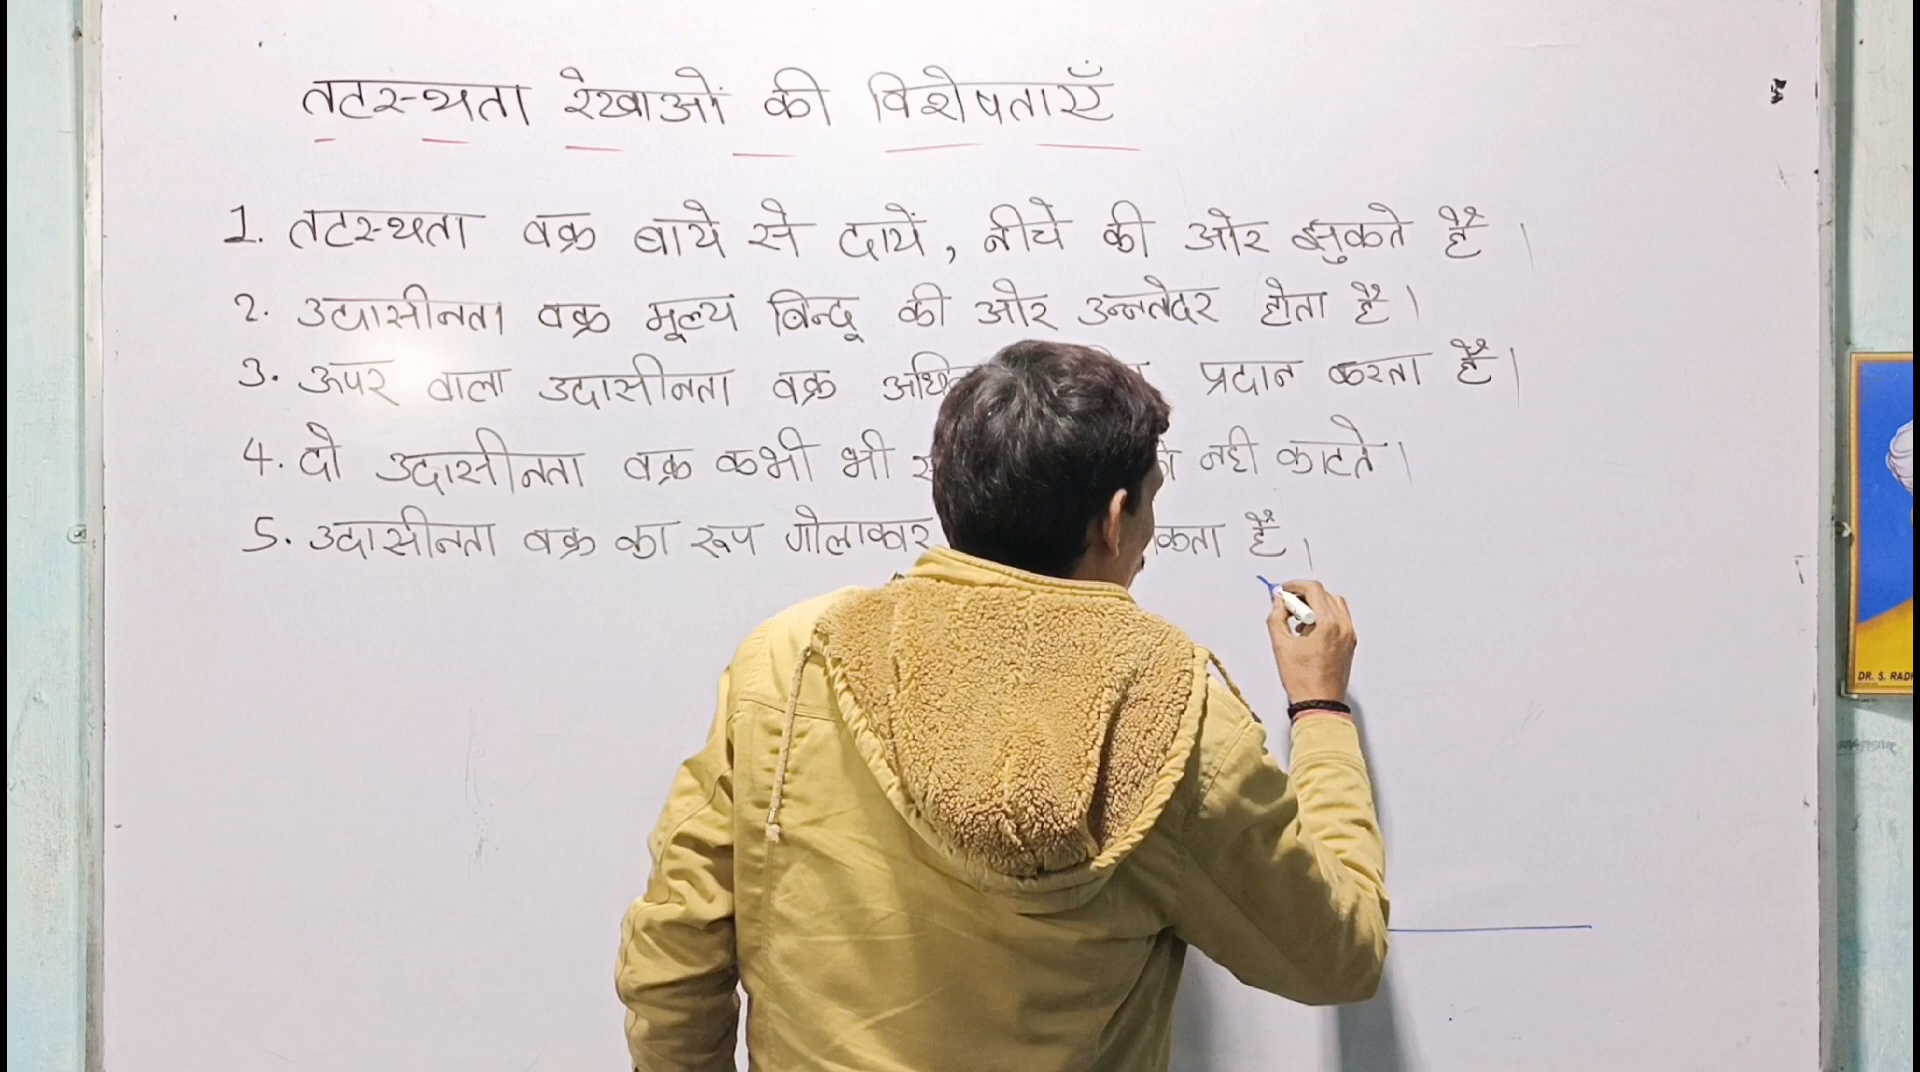 तटस्थता रेखाओं की विशेषताएँ
1. तटस्थता वक्र बाये से दायें, नीचे की ओर झुकते हैं ।
2. उदासीनता वक्र मूल्य बिन्दू की ओर उन्नतोदर होता है ।
3. ऊपर वाला उदासीनता वक्र प्रदान करता हैं ।
4. दो उदासीनता वक्र कभी भी नही काटते ।
5. उदासीनता वक्र का रूप गोलाकार हैं ।
DR. S.